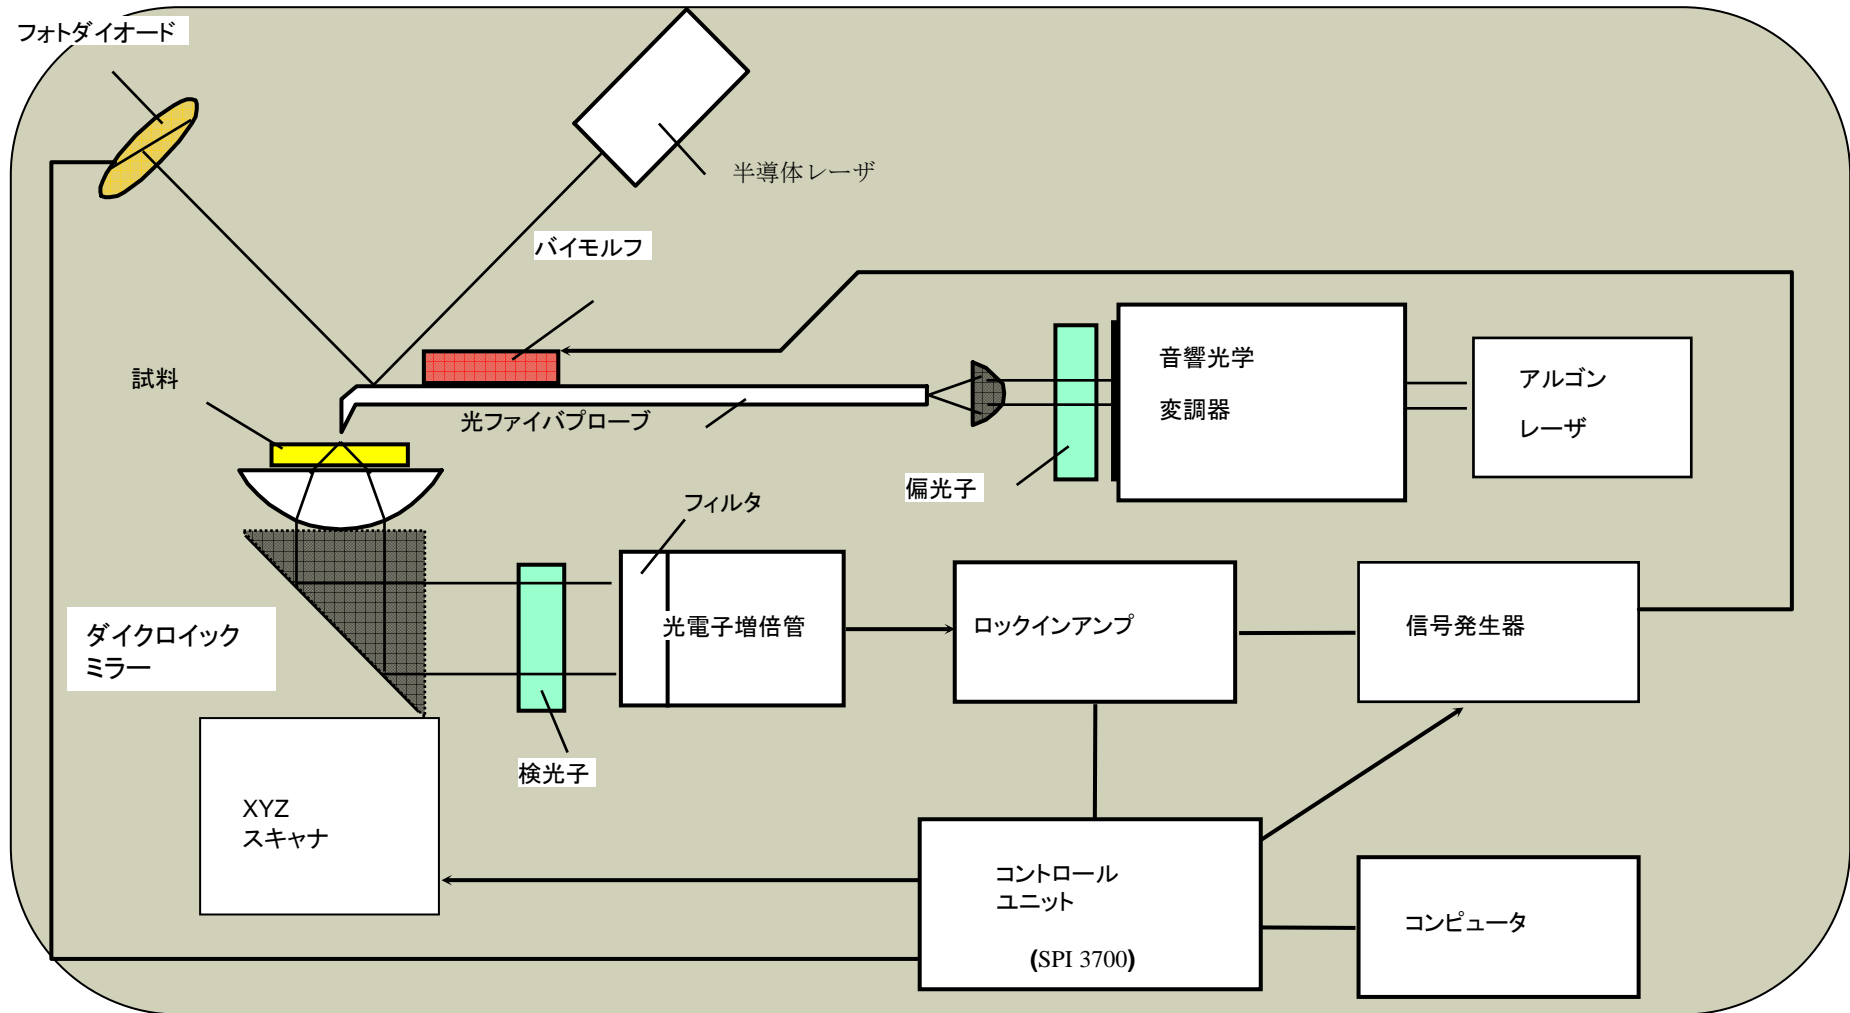 フォトダイオード
半導体レーザ
バイモルフ
試料
光ファイバプローブ
音響光学
変調器
アルゴン
レーザ
偏光子
フィルタ
ダイクロイック
ミラー
光電子増倍管
ロックインアンプ
信号発生器
検光子
XYZ
スキャナ
コントロール
ユニット
(SPI 3700)
コンピュータ